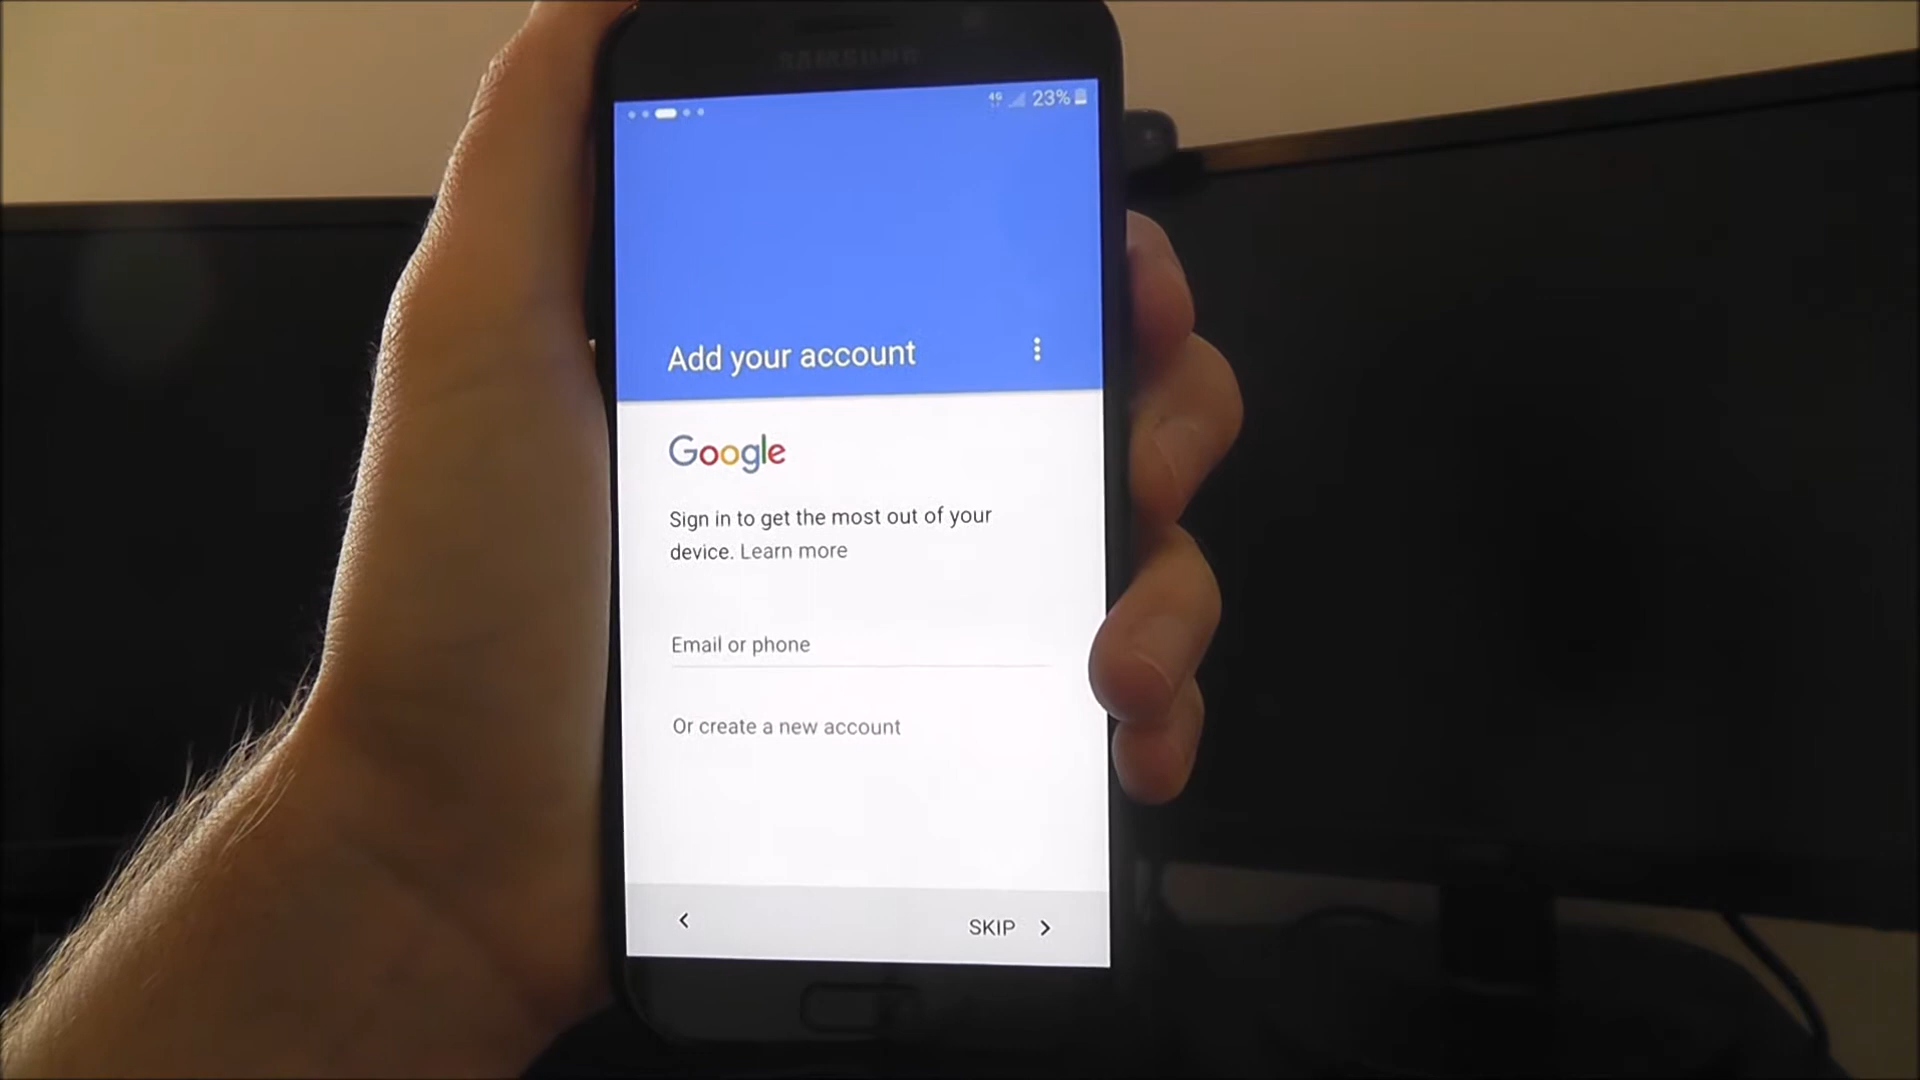 SAMSUNG
4G 23%
Add your account
Google
Sign in to get the most out of your
device. Learn more
Email or phone
Or create a new account
SKIP